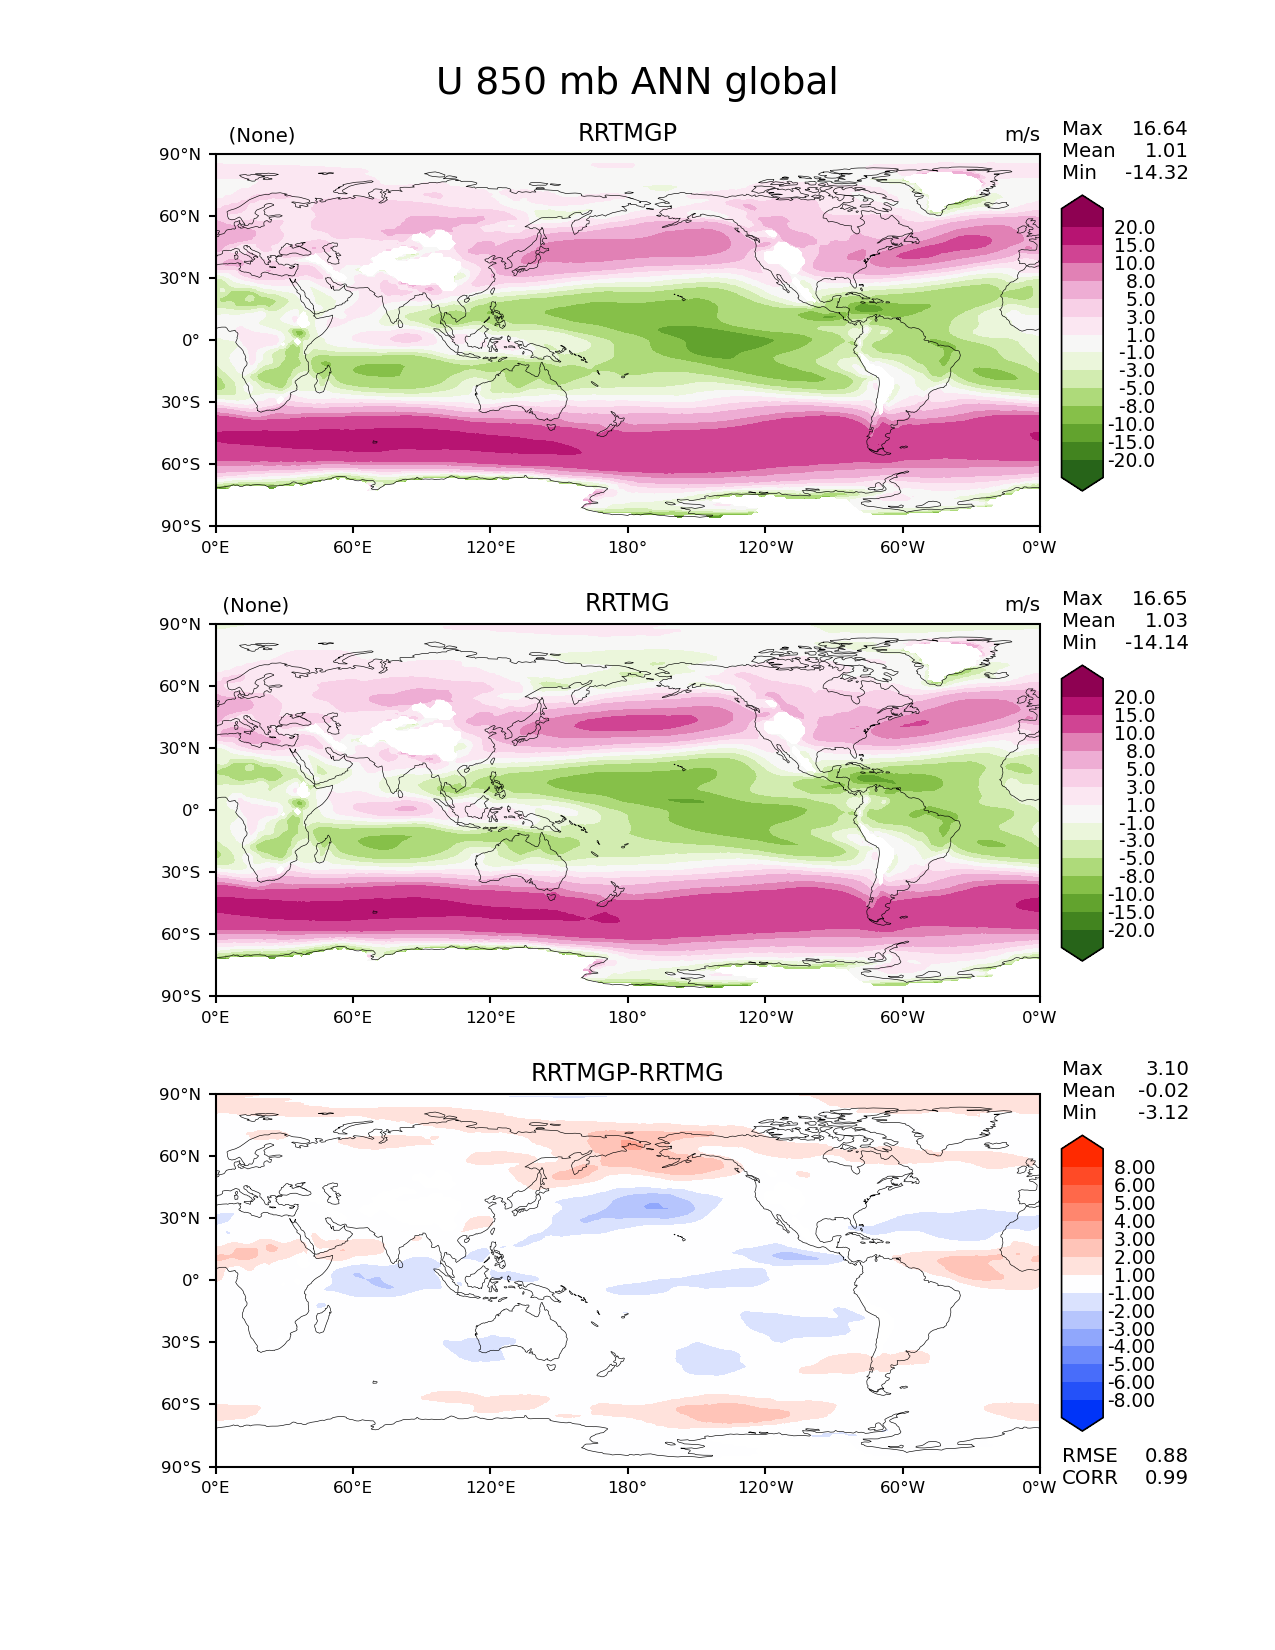 U 850 mb ANN global
(None) RRTMGP m/s
Max 16.64
Mean 1.01
Min -14.32
90°N
60°N
30°N
0°
30°S
60°S
90°S
0°E 60°E 120°E 180° 120°W 60°W 0°W
20.0
15.0
10.0
8.0
5.0
3.0
1.0
-1.0
-3.0
-5.0
-8.0
-10.0
-15.0
-20.0
(None) RRTMG m/s
Max 16.65
Mean 1.03
Min -14.14
90°N
60°N
30°N
0°
30°S
60°S
90°S
0°E 60°E 120°E 180° 120°W 60°W 0°W
20.0
15.0
10.0
8.0
5.0
3.0
1.0
-1.0
-3.0
-5.0
-8.0
-10.0
-15.0
-20.0
RRTMGP-RRTMG
Max 3.10
Mean -0.02
Min -3.12
90°N
60°N
30°N
0°
30°S
60°S
90°S
0°E 60°E 120°E 180° 120°W 60°W 0°W
8.00
6.00
5.00
4.00
3.00
2.00
1.00
-1.00
-2.00
-3.00
-4.00
-5.00
-6.00
-8.00
RMSE 0.88
CORR 0.99